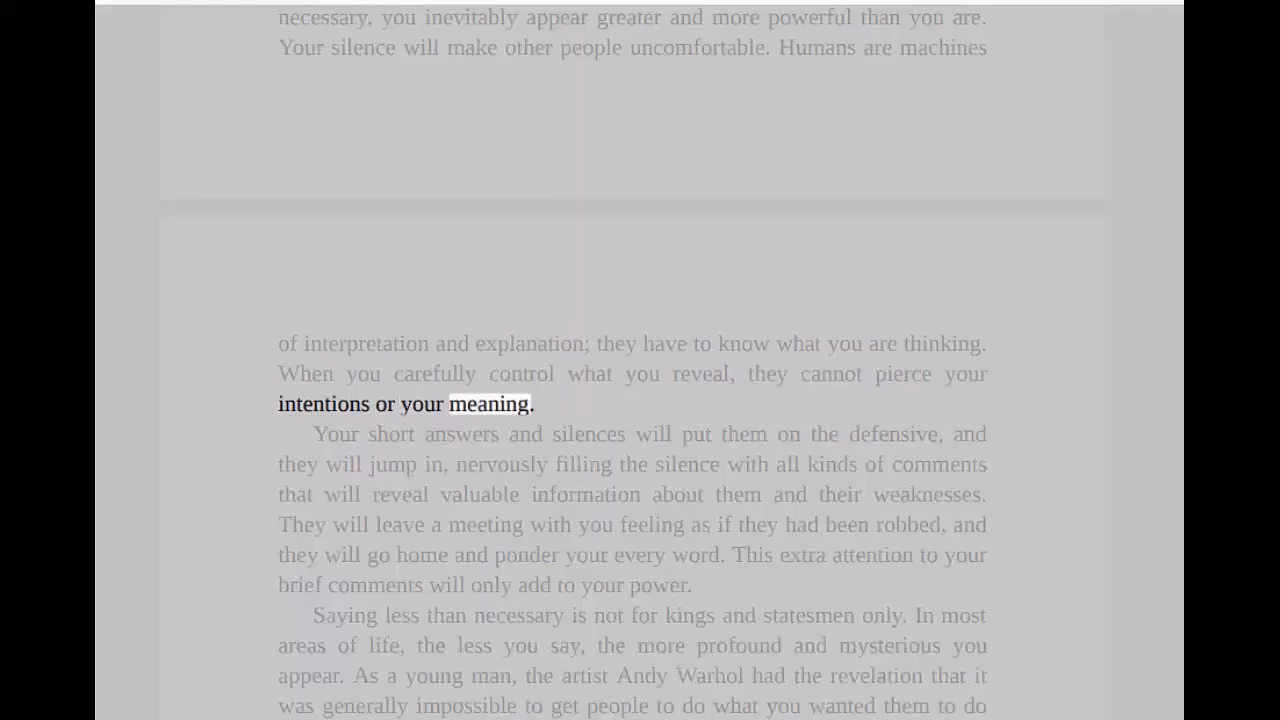 necessary, you inevitably appear greater and more powerful than you are.
Your silence will make other people uncomfortable. Humans are machines
of interpretation and explanation; they have to know what you are thinking.
When you carefully control what you reveal, they cannot pierce your
intentions or your meaning.
Your short answers and silences will put them on the defensive, and
they will jump in, nervously filling the silence with all kinds of comments
that will reveal valuable information about them and their weaknesses.
They will leave a meeting with you feeling as if they had been robbed, and
they will go home and ponder your every word. This extra attention to your
brief comments will only add to your power.
Saying less than necessary is not for kings and statesmen only. In most
areas of life, the less you say, the more profound and mysterious you
appear. As a young man, the artist Andy Warhol had the revelation that it
was generally impossible to get people to do what you wanted them to do